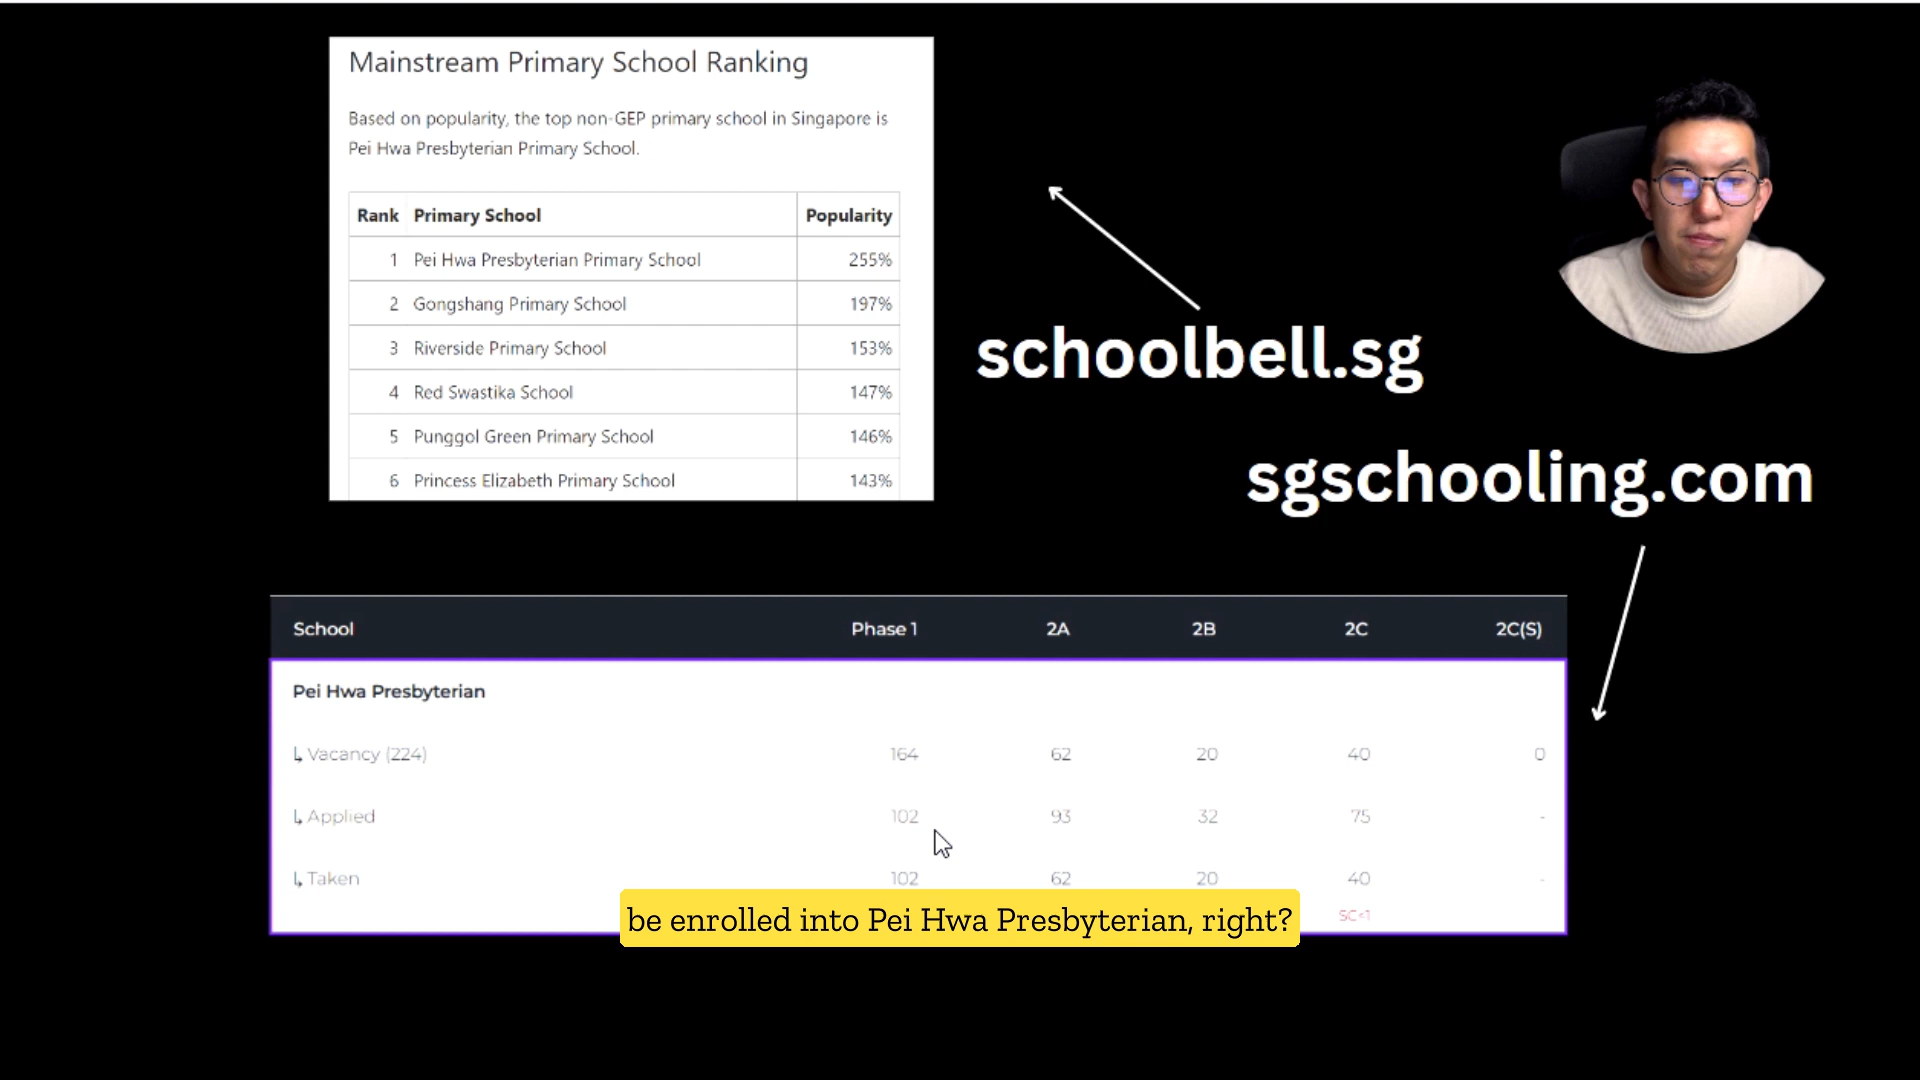 Mainstream Primary School Ranking
Based on popularity, the top non-GEP primary school in Singapore is
Pei Hwa Presbyterian Primary School.
Rank Primary School Popularity
1 Pei Hwa Presbyterian Primary School 255%
2 Gongshang Primary School 197%
3 Riverside Primary School 153%
4 Red Swastika School 147%
5 Punggol Green Primary School 146%
6 Princess Elizabeth Primary School 143%
schoolbell.sg
sgschooling.com
School Phase 1 2A 2B 2C 2C(S)
Pei Hwa Presbyterian
↳ Vacancy (224) 164 62 20 40 0
↳ Applied 102 93 32 75 -
↳ Taken 102 62 20 40 -
SC<1
be enrolled into Pei Hwa Presbyterian, right?